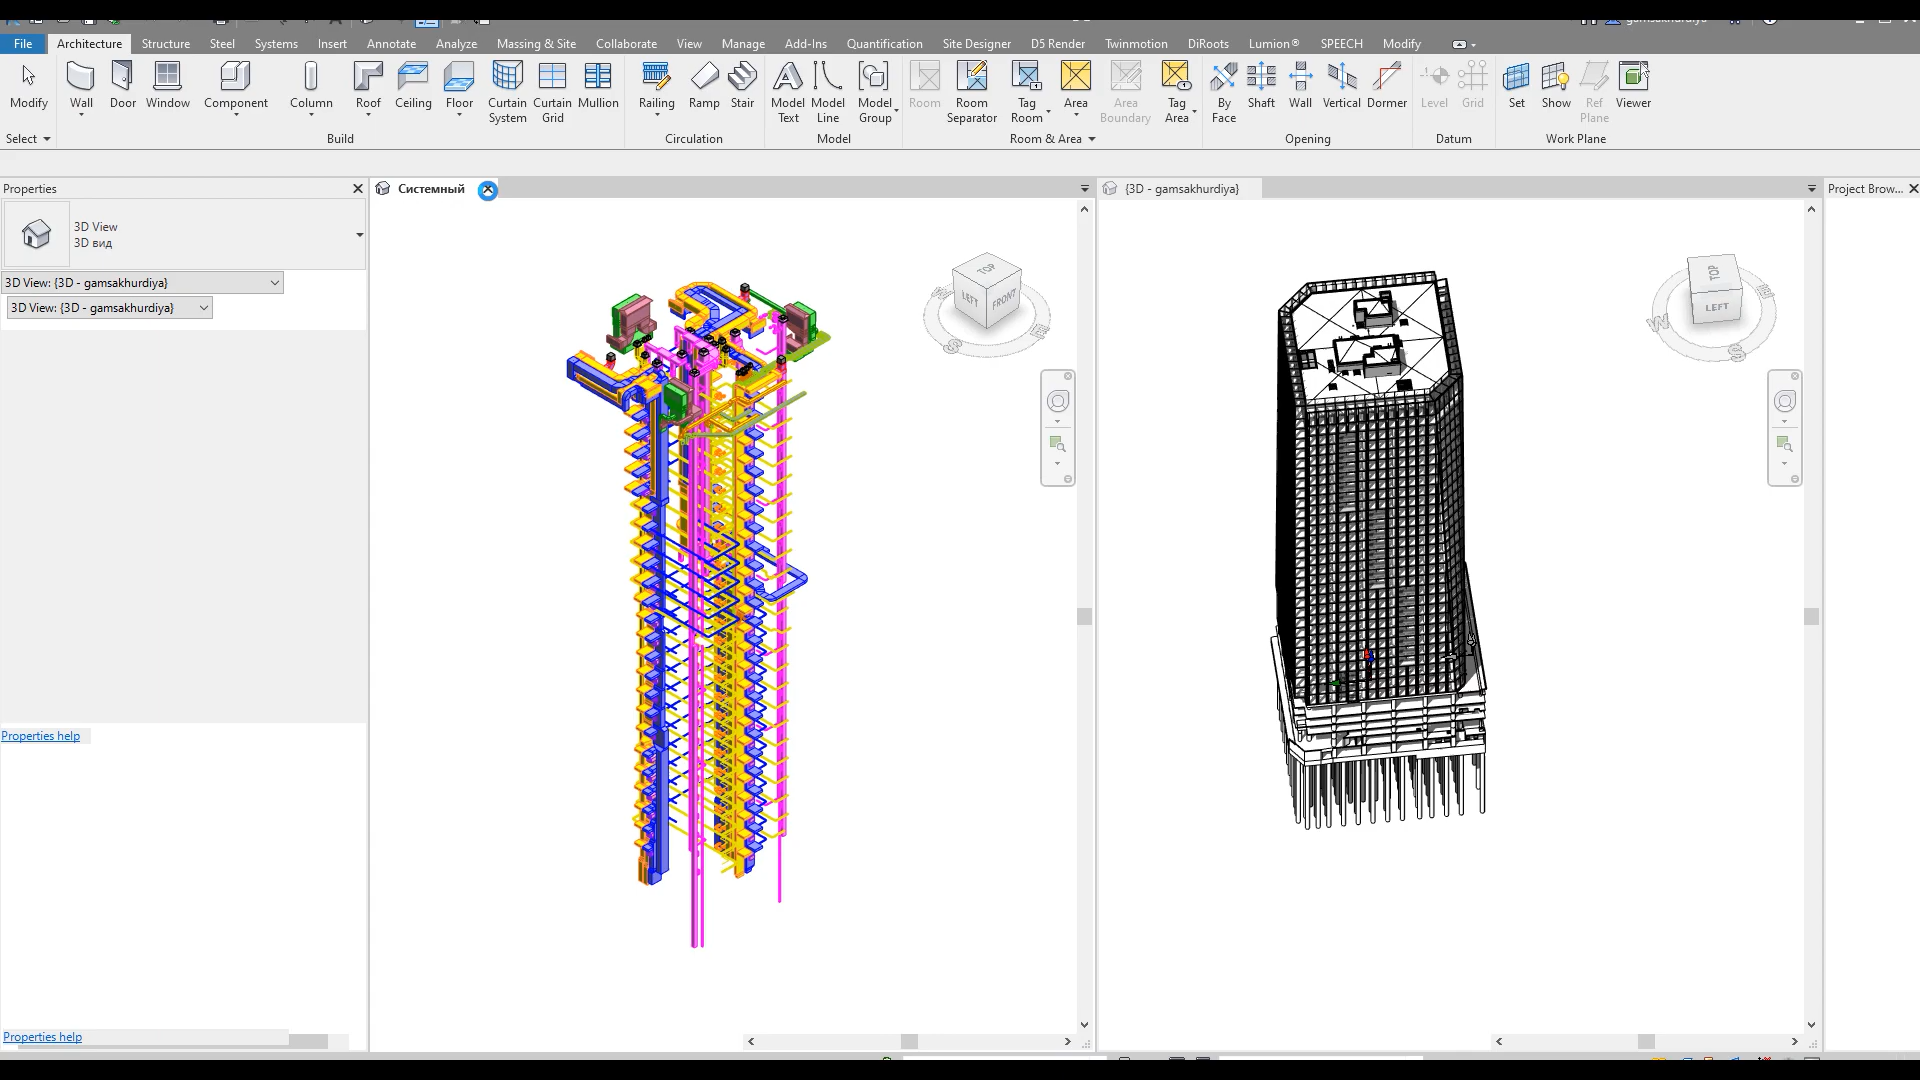 gamsakhurdiya
File Architecture Structure Steel Systems Insert Annotate Analyze Massing & Site Collaborate View Manage Add-Ins Quantification Site Designer D5 Render Twinmotion DiRoots Lumion® SPEECH Modify
Modify Wall Door Window Component Column Roof Ceiling Floor Curtain System Curtain Grid Mullion Railing Ramp Stair Model Text Model Line Model Group Room Room Separator Tag Room Area Area Boundary Tag Area By Face Shaft Wall Vertical Dormer Level Grid Set Show Ref Plane Viewer
Select Build Circulation Model Room & Area Opening Datum Work Plane
Properties
Системный
{3D - gamsakhurdiya}
Project Brow...
3D View
3D вид
3D View: {3D - gamsakhurdiya}
3D View: {3D - gamsakhurdiya}
TOP
LEFT
FRONT
S
E
TOP
LEFT
W
S
Properties help
Properties help